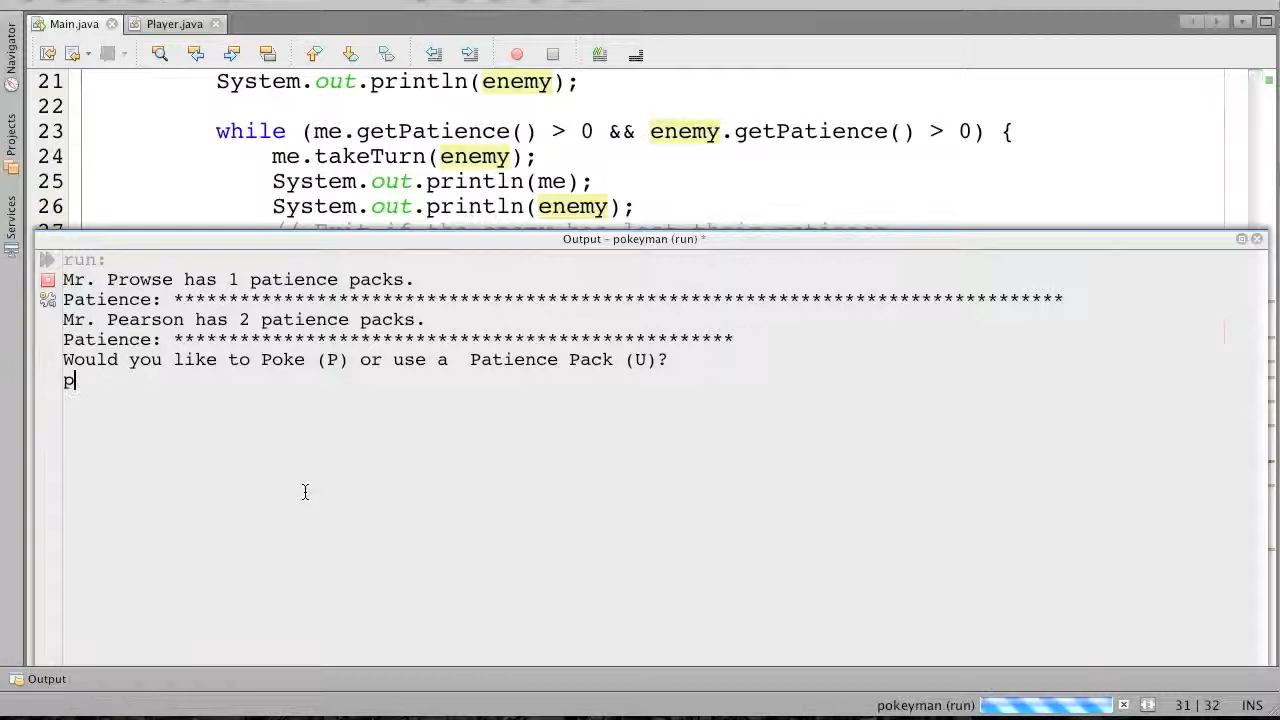 Main.java
Player.java
Navigator
Projects
Services
21 System.out.println(enemy);
22
23 while (me.getPatience() > 0 && enemy.getPatience() > 0) {
24 me.takeTurn(enemy);
25 System.out.println(me);
26 System.out.println(enemy);
Output - pokeyman (run) *
run:
Mr. Prowse has 1 patience packs.
Patience: ********************************************************************************
Mr. Pearson has 2 patience packs.
Patience: **************************************************
Would you like to Poke (P) or use a  Patience Pack (U)?
p
Output
pokeyman (run)
31 | 32
INS